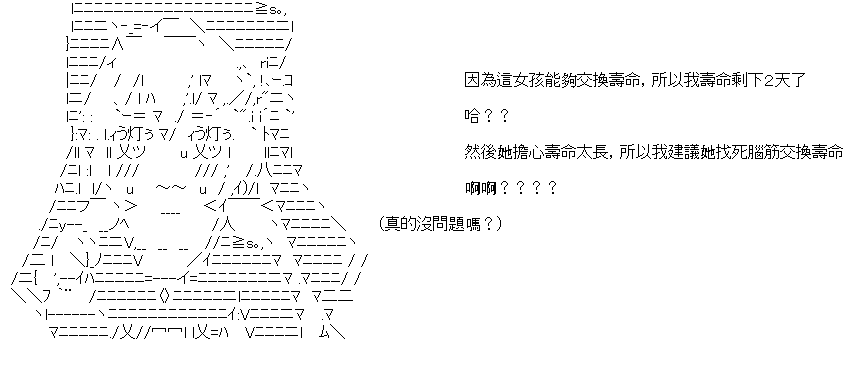 因為這女孩能夠交換壽命，所以我壽命剩下2天了
哈？？
然後她擔心壽命太長，所以我建議她找死腦筋交換壽命
啊啊？？？？
（真的沒問題嗎？）